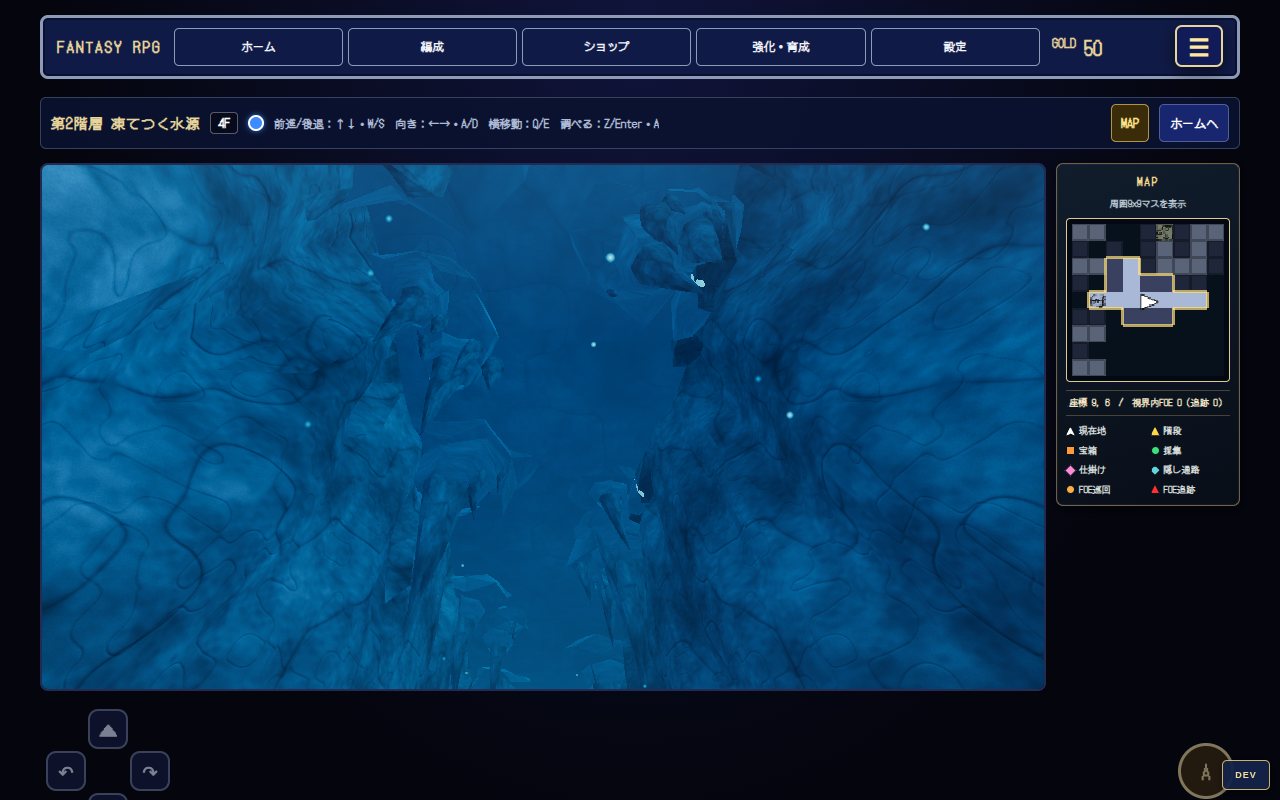 FANTASY RPG
ホーム
編成
ショップ
強化・育成
設定
GOLD 50
第2階層 凍てつく水源
4F
前進/後退：↑↓・W/S 向き：←→・A/D 横移動：Q/E 調べる：Z/Enter・A
MAP
ホームへ
MAP
周囲9x9マスを表示
座標 9, 6 / 視界内FOE 0（追跡 0）
現在地
階段
宝箱
採集
仕掛け
隠し通路
FOE巡回
FOE追跡
A
DEV